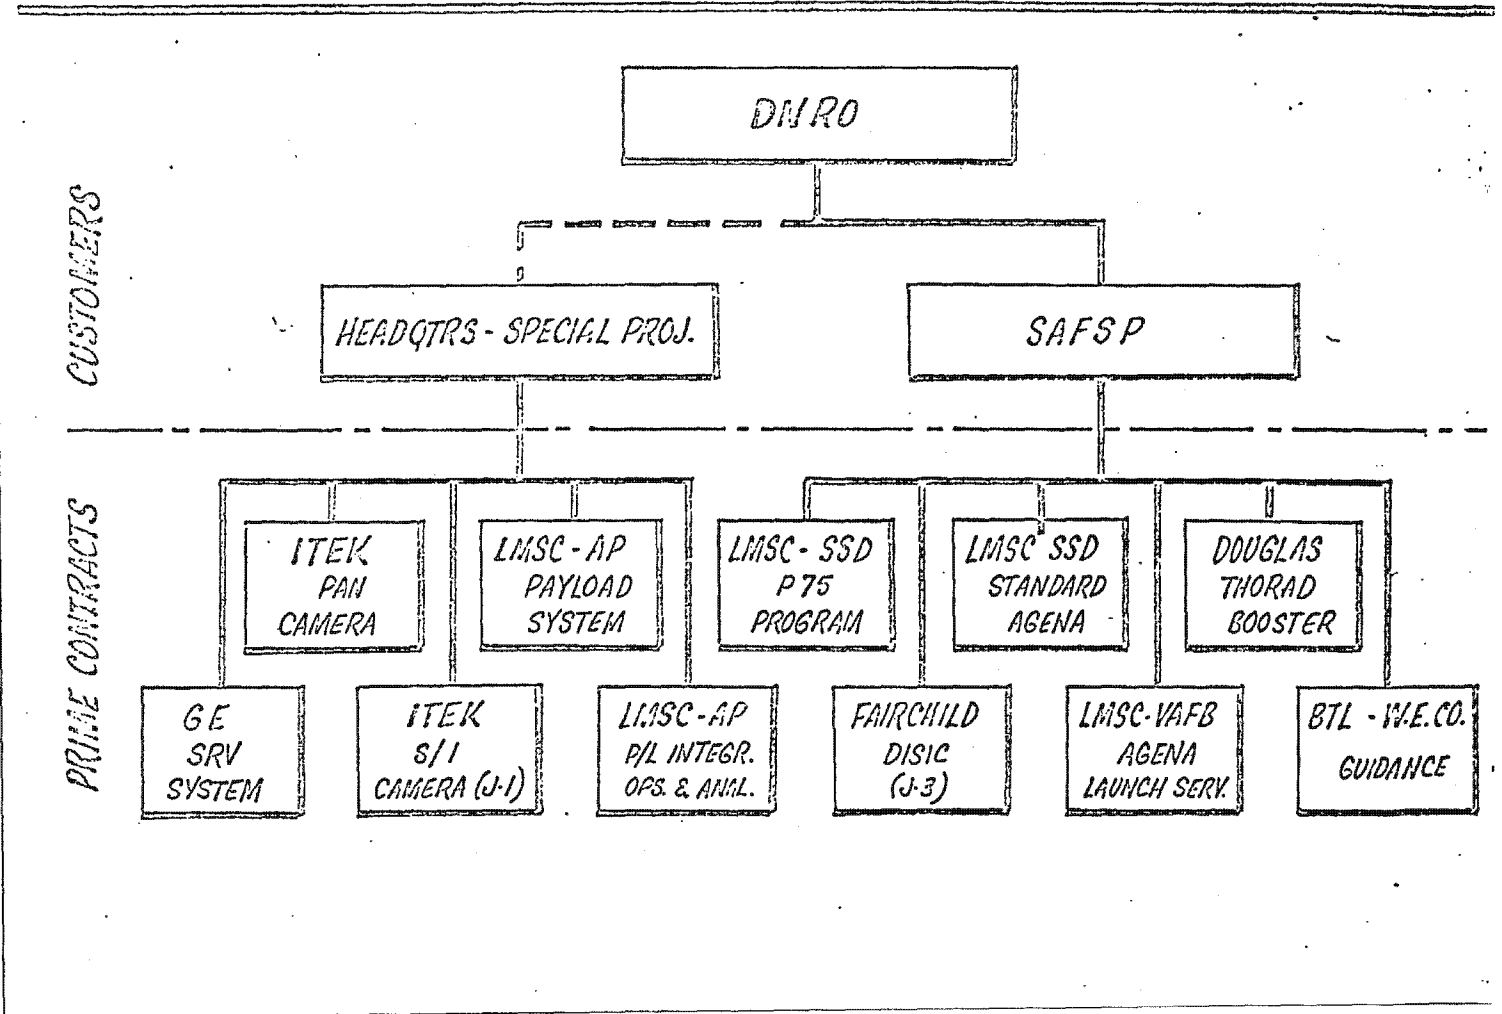 DNRO
CUSTOMERS
HEADQTRS - SPECIAL PROJ.
SAFSP
PRIME CONTRACTS
ITEK
PAN
CAMERA
LMSC - AP
PAYLOAD
SYSTEM
LMSC - SSD
P 75
PROGRAM
LMSC SSD
STANDARD
AGENA
DOUGLAS
THORAD
BOOSTER
GE
SRV
SYSTEM
ITEK
S/I
CAMERA (J-1)
LMSC-AP
P/L INTEGR.
OPS. & ANAL.
FAIRCHILD
DISIC
(J-3)
LMSC-VAFB
AGENA
LAUNCH SERV.
BTL - W.E.CO.
GUIDANCE